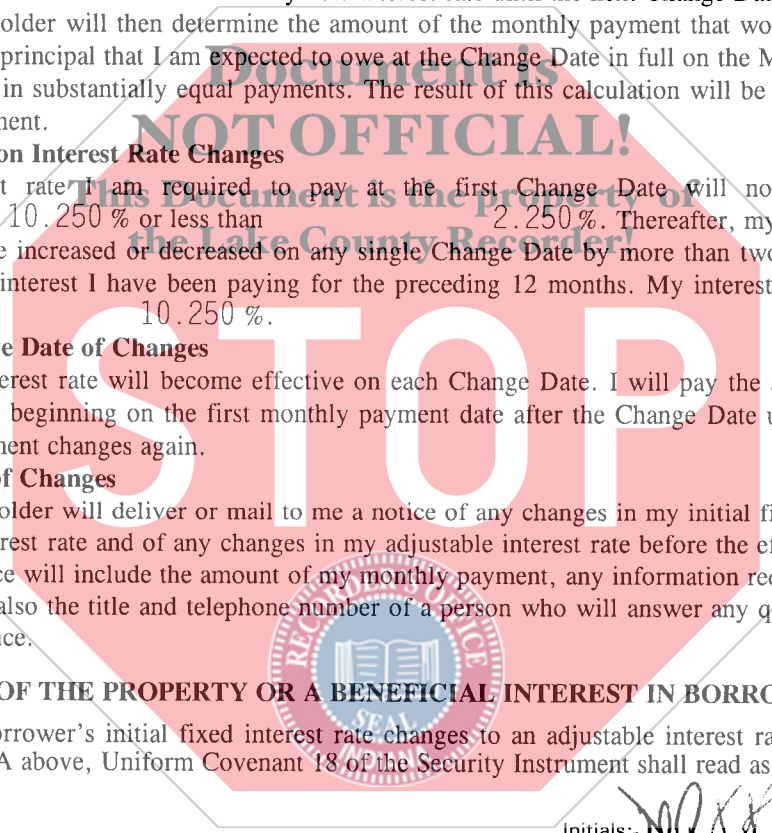 older will then determine the amount of the monthly payment that wo
principal that I am expected to owe at the Change Date in full on the M
in substantially equal payments. The result of this calculation will be
nent.
on Interest Rate Changes
t rate I am required to pay at the first Change Date will no
10.250 % or less than 2.250 %. Thereafter, my
e increased or decreased on any single Change Date by more than two
interest I have been paying for the preceding 12 months. My interest
10.250 %.
e Date of Changes
erest rate will become effective on each Change Date. I will pay the
beginning on the first monthly payment date after the Change Date u
nent changes again.
of Changes
older will deliver or mail to me a notice of any changes in my initial fi
rest rate and of any changes in my adjustable interest rate before the ef
ce will include the amount of my monthly payment, any information rec
also the title and telephone number of a person who will answer any q
ce.
OF THE PROPERTY OR A BENEFICIAL INTEREST IN BORRO
orrower's initial fixed interest rate changes to an adjustable interest ra
A above, Uniform Covenant 18 of the Security Instrument shall read as
Initials:
Document is
NOT OFFICIAL!
This Document is the property of
the Lake County Recorder!
STOP
RECORDER'S OFFICE
SEAL
INDIANA